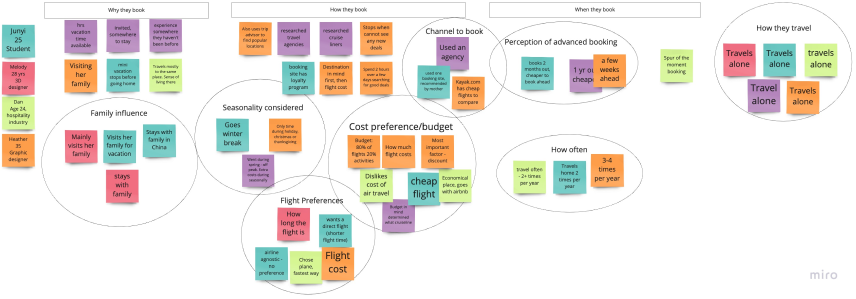 Why they book
How they book
When they book
Junyi
25
Student
Melody
28 yrs
3D
designer
Dan
Age 24,
hospitality
industry
Heather
35
Graphic
designer
hrs
vacation
time
available
invited,
somewhere
to stay
experience
somewhere
they haven't
been before
Visiting
her
family
most
vacation
stops before
going home
Travels mostly
to the same
place. Sense of
living there
Family influence
Mainly
visits her
family
Visits her
family for
vacation
Stays with
family in
China
stays
with
family
Also uses trip
advisor to
find popular
locations
researched
travel
agencies
researched
cruise
liners
Stops when
cannot see
any new
deals
booking
site has
loyalty
program
Destination
in mind
first, then
flight cost
Spend 2 hours
over a few
days searching
for good deals
Channel to book
Used an
agency
used one
booking site,
recommended
by mother
Kayak.com
has cheap
flights to
compare
Seasonality considered
Goes
winter
break
Only time
during holiday,
christmas or
thanksgiving
Went during
spring - off
peak. Extra
costs during
seasonally
Cost preference/budget
Budget:
80% of
flights 20%
activities
How much
flight costs
Most
important
factor -
discount
Dislikes
cost of
air travel
cheap
flight
Economical
place, goes
with airbnb
Budget in
mind
determined
what cruiseline
Flight Preferences
How
long the
flight is
wants a
direct flight
(shorter
flight time)
airline
agnostic -
no
preference
Chose
plane,
fastest way
Flight
cost
Perception of advanced booking
books 2
months out,
cheaper to
book ahead
1 yr
cheape
a few
weeks
ahead
Spur of the
moment
booking
How often
travel often
- 2+ times
per year
Travels
home 2
times per
year
3-4
times
per year
How they travel
Travels
alone
Travels
alone
travels
alone
Travel
alone
Travels
alone
miro